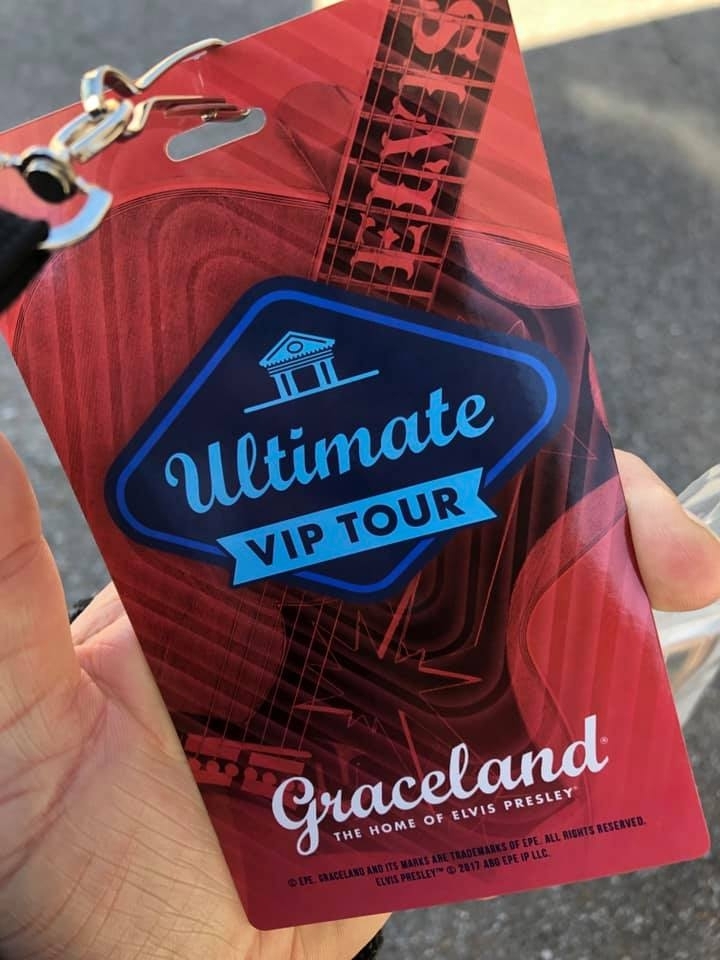 ELVIS
Ultimate
VIP TOUR
Graceland®
THE HOME OF ELVIS PRESLEY
© EPE. GRACELAND AND ITS MARKS ARE TRADEMARKS OF EPE. ALL RIGHTS RESERVED.
ELVIS PRESLEY™ © 2017 ABG EPE IP LLC.